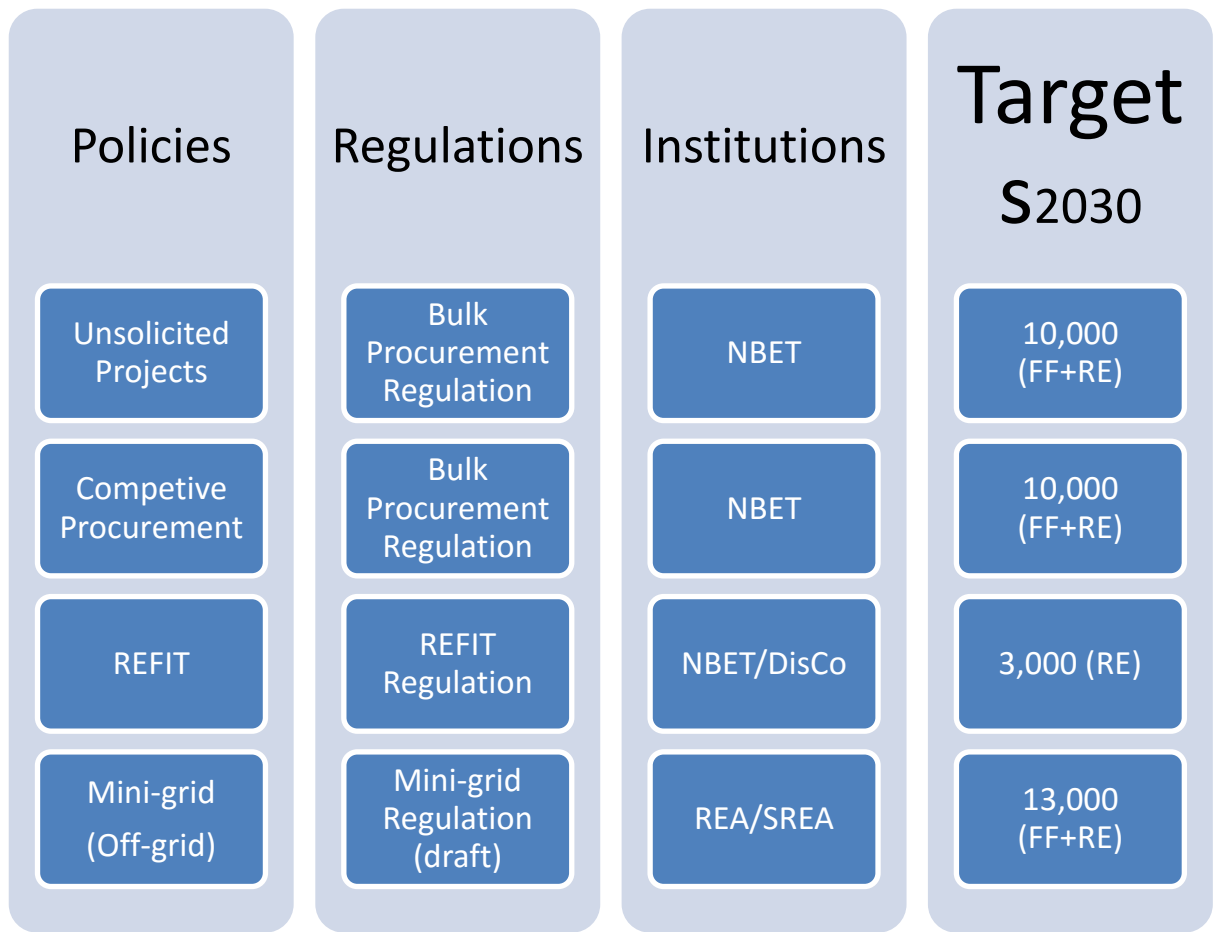 Policies
Unsolicited
Projects
Competive
Procurement
REFIT
Mini-grid
(Off-grid)
Regulations
Bulk
Procurement
Regulation
Bulk
Procurement
Regulation
REFIT
Regulation
Mini-grid
Regulation
(draft)
Institutions
NBET
NBET
NBET/DisCo
REA/SREA
Target
s2030
10,000
(FF+RE)
10,000
(FF+RE)
3,000 (RE)
13,000
(FF+RE)